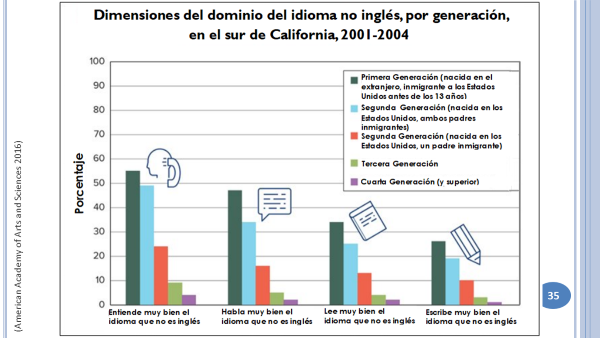 Dimensiones del dominio del idioma no inglés, por generación,
en el sur de California, 2001-2004
(American Academy of Arts and Sciences 2016)
Porcentaje
100
90
80
70
60
50
40
30
20
10
0
Primera Generación (nacida en el
extranjero, inmigrante a los Estados
Unidos antes de los 13 años)
Segunda Generación (nacida en los
Estados Unidos, ambos padres
inmigrantes)
Segunda Generación (nacida en los
Estados Unidos, un padre inmigrante)
Tercera Generación
Cuarta Generación (y superior)
Entiende muy bien el
idioma que no es inglés
Habla muy bien el
idioma que no es inglés
Lee muy bien el
idioma que no es inglés
Escribe muy bien el
idioma que no es inglés
35